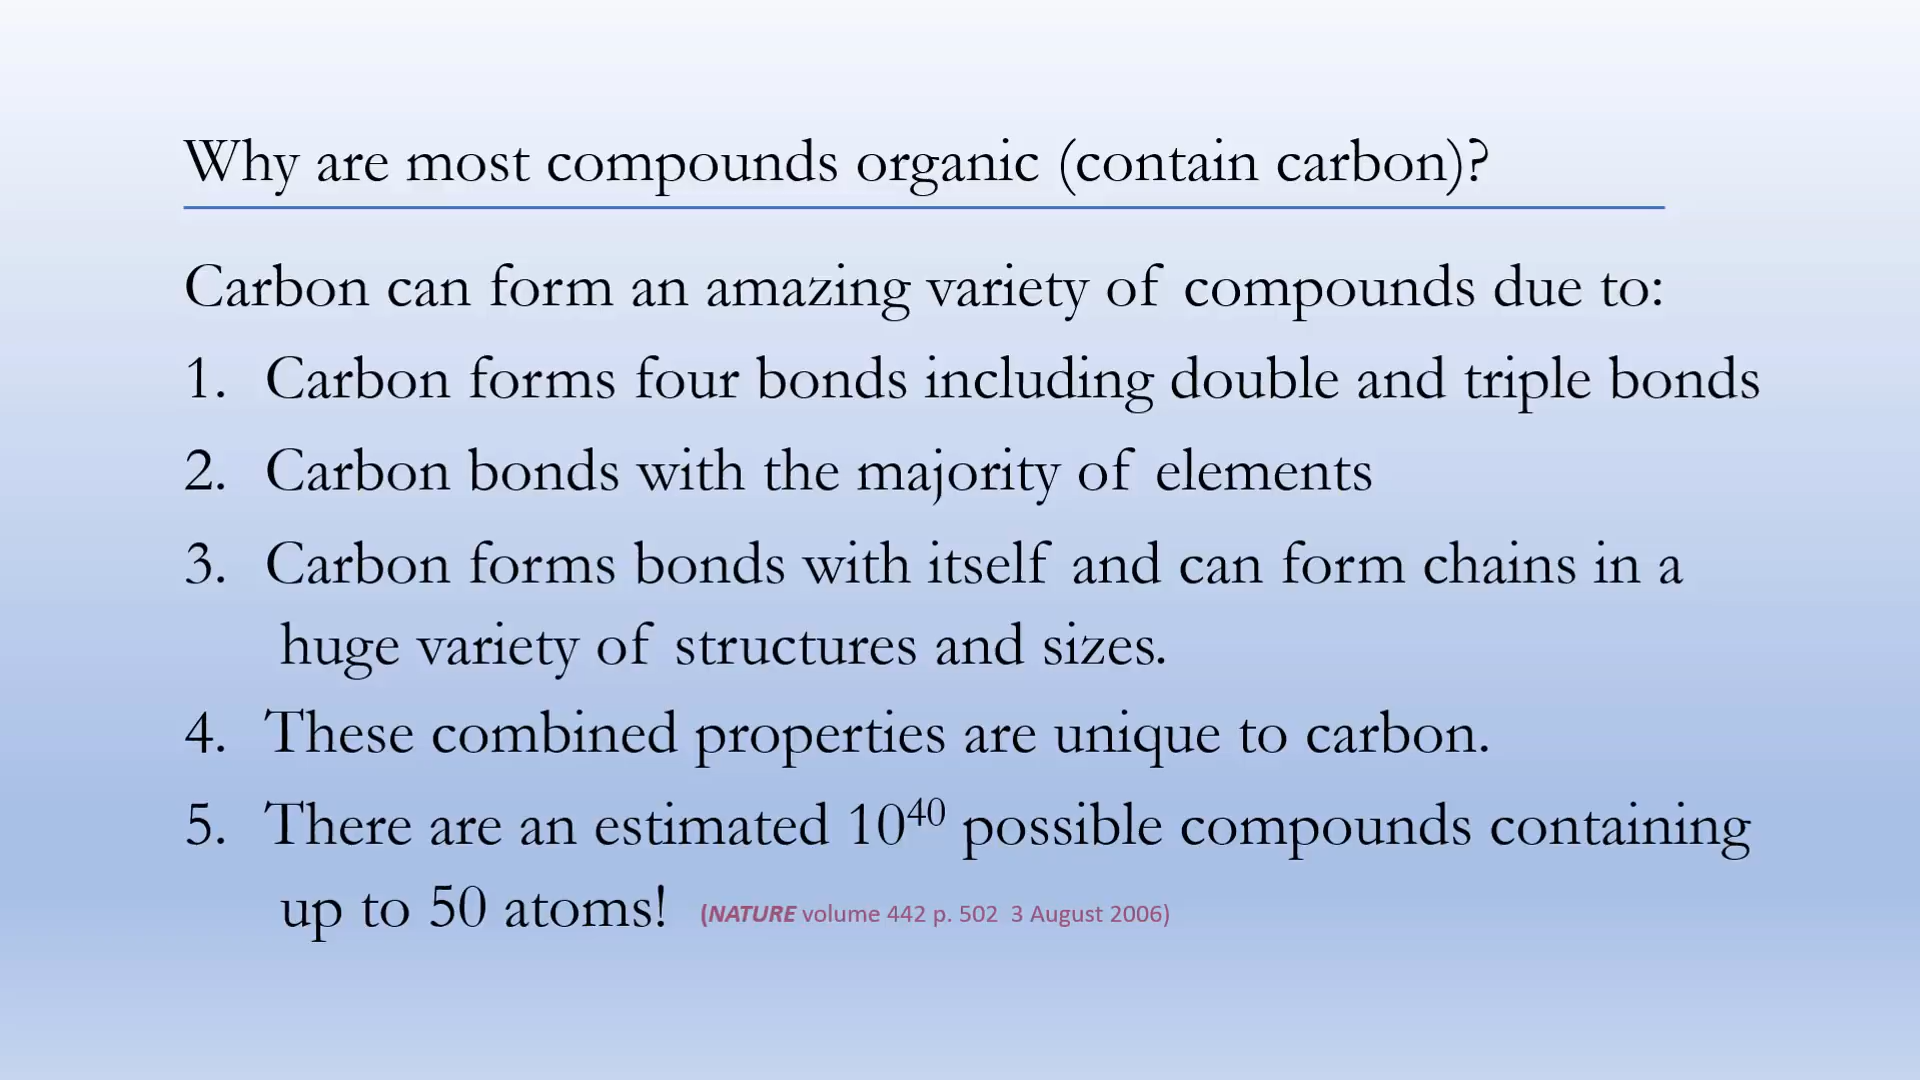 Why are most compounds organic (contain carbon)?
Carbon can form an amazing variety of compounds due to:
1. Carbon forms four bonds including double and triple bonds
2. Carbon bonds with the majority of elements
3. Carbon forms bonds with itself and can form chains in a
huge variety of structures and sizes.
4. These combined properties are unique to carbon.
5. There are an estimated 10⁴⁰ possible compounds containing
up to 50 atoms! (NATURE volume 442 p. 502 3 August 2006)